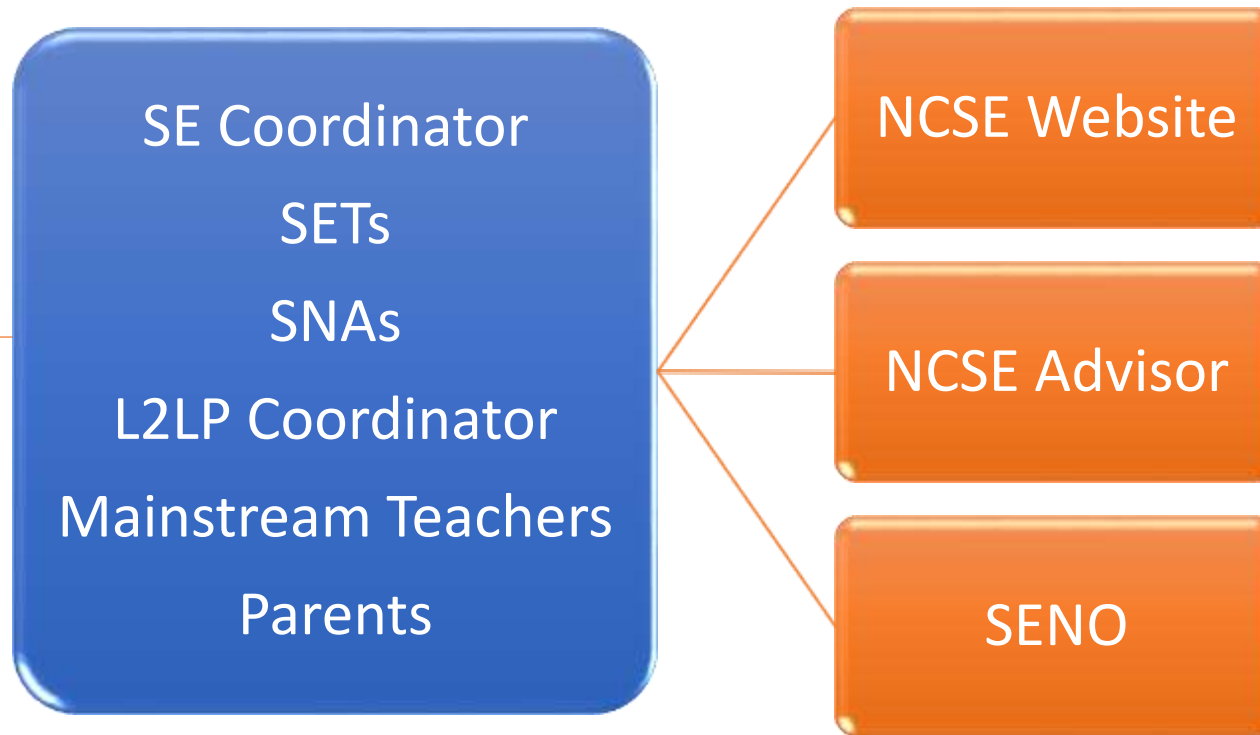 SE Coordinator
SETs
SNAs
L2LP Coordinator
Mainstream Teachers
Parents
NCSE Website
NCSE Advisor
SENO